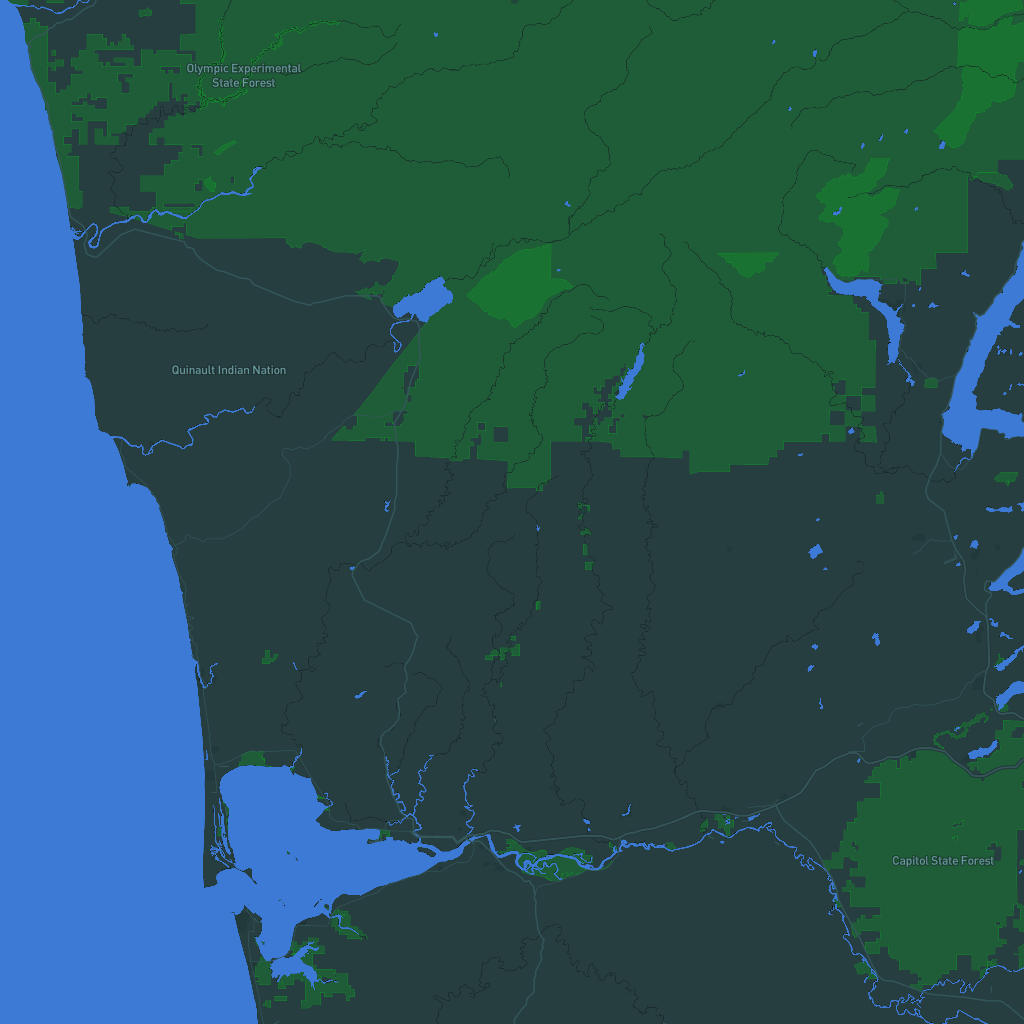 Olympic Experimental
State Forest
Quinault Indian Nation
Capitol State Forest